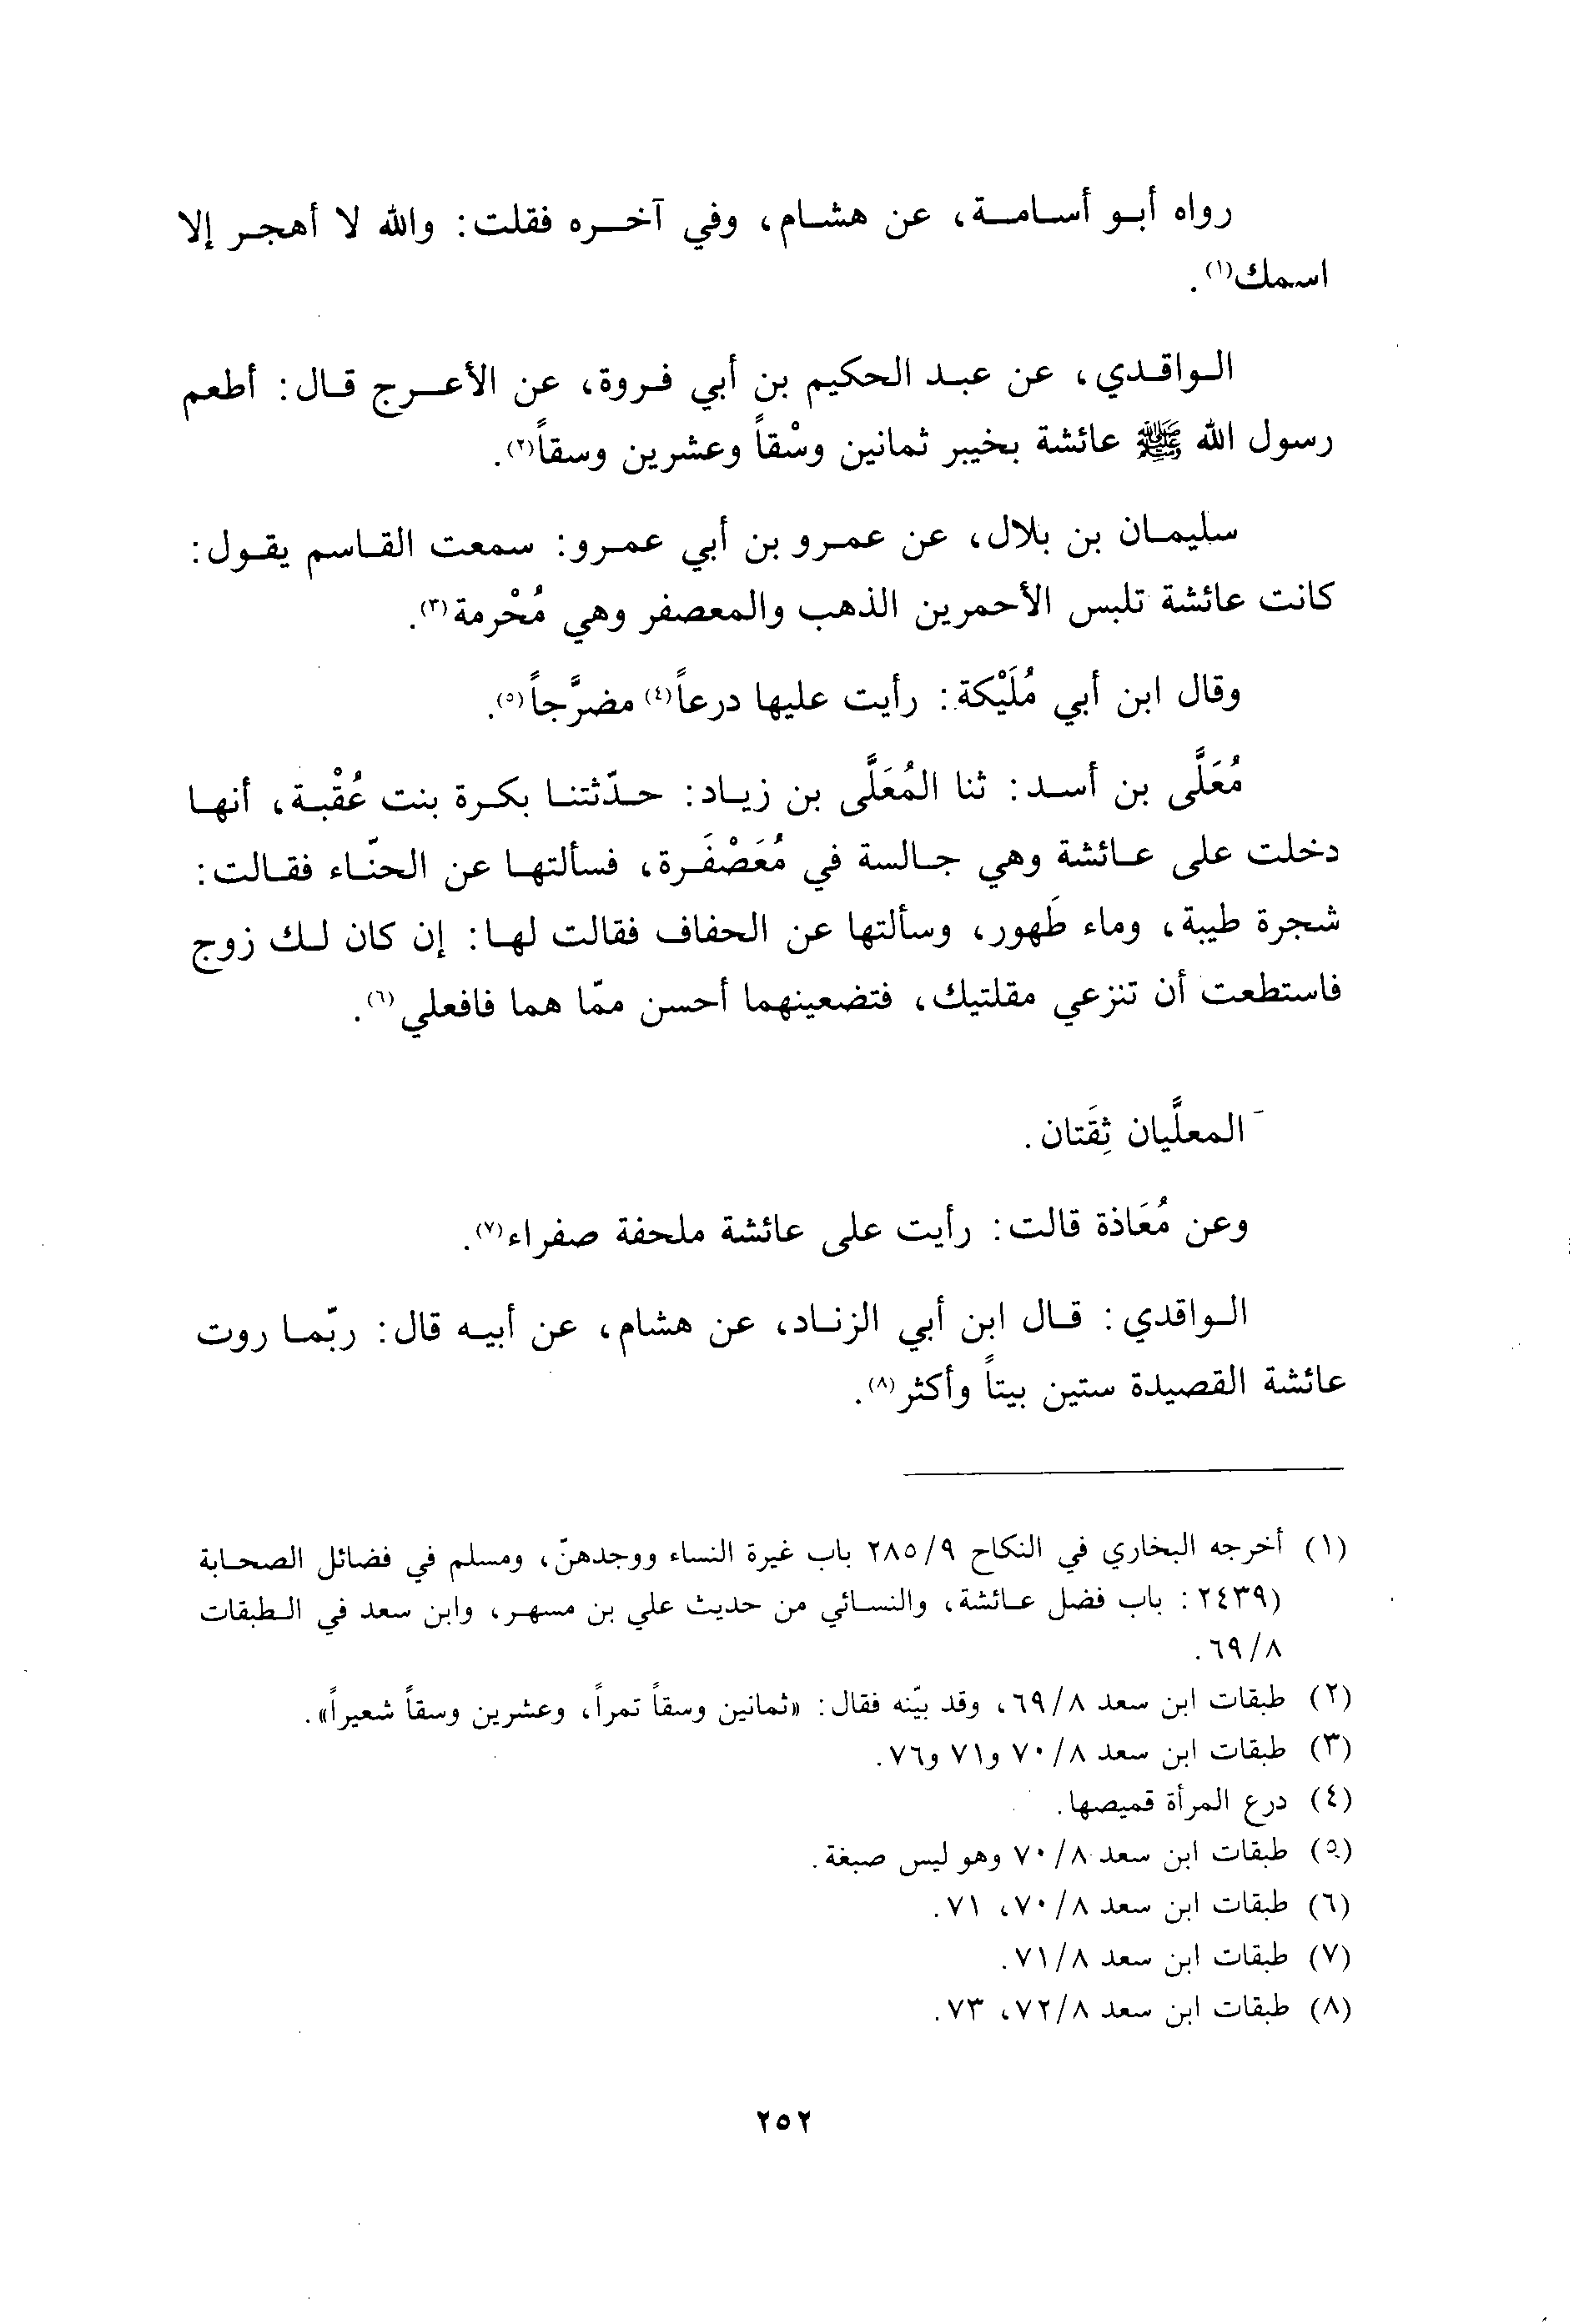 رواه أبو أسامة، عن هشام، وفي آخره فقلت: والله لا أهجر إلا
اسمك(١).
الواقدي، عن عبد الحكيم بن أبي فروة، عن الأعرج قال: أطعم
رسول الله ﷺ عائشة بخيبر ثمانين وسْقاً وعشرين وسقاً(٢).
سليمان بن بلال، عن عمرو بن أبي عمرو: سمعت القاسم يقول:
كانت عائشة تلبس الأحمرين الذهب والمعصفر وهي مُحْرمة(٣).
وقال ابن أبي مُلَيْكة: رأيت عليها درعاً(٤) مضرَّجاً(٥).
مُعَلَّى بن أسد: ثنا المُعَلَّى بن زياد: حدّثتنا بكرة بنت عُقْبة، أنها
دخلت على عائشة وهي جالسة في مُعَصْفَرة، فسألتها عن الحنّاء فقالت:
شجرة طيبة، وماء طَهور، وسألتها عن الحفاف فقالت لها: إن كان لك زوج
فاستطعت أن تنزعي مقلتيك، فتضعينهما أحسن ممّا هما فافعلي(٦).
المعلَّيان ثِقَتان.
وعن مُعَاذة قالت: رأيت على عائشة ملحفة صفراء(٧).
الواقدي: قال ابن أبي الزناد، عن هشام، عن أبيه قال: ربّما روت
عائشة القصيدة ستين بيتاً وأكثر(٨).
(١) أخرجه البخاري في النكاح ٢٨٥/٩ باب غيرة النساء ووجدهنّ، ومسلم في فضائل الصحابة
(٢٤٣٩: باب فضل عائشة، والنسائي من حديث علي بن مسهر، وابن سعد في الطبقات
٦٩/٨.
(٢) طبقات ابن سعد ٦٩/٨، وقد بيّنه فقال: «ثمانين وسقاً تمراً، وعشرين وسقاً شعيراً».
(٣) طبقات ابن سعد ٧٠/٨ و٧١ و٧٦.
(٤) درع المرأة قميصها.
(٥) طبقات ابن سعد ٧٠/٨ وهو ليس صبغة.
(٦) طبقات ابن سعد ٧٠/٨، ٧١.
(٧) طبقات ابن سعد ٧١/٨.
(٨) طبقات ابن سعد ٧٢/٨، ٧٣.
٢٥٢